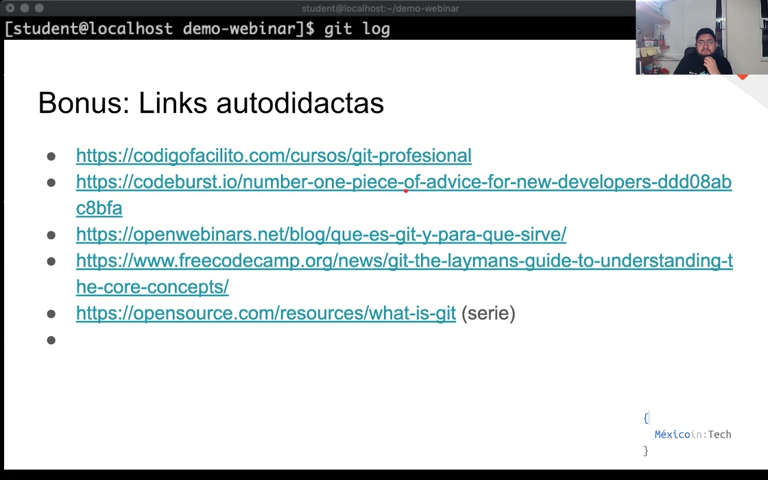 student@localhost:~/demo-webinar
[student@localhost demo-webinar]$ git log
Bonus: Links autodidactas
https://codigofacilito.com/cursos/git-profesional
https://codeburst.io/number-one-piece-of-advice-for-new-developers-ddd08ab
c8bfa
https://openwebinars.net/blog/que-es-git-y-para-que-sirve/
https://www.freecodecamp.org/news/git-the-laymans-guide-to-understanding-t
he-core-concepts/
https://opensource.com/resources/what-is-git (serie)
{
Méxicoin:Tech
}